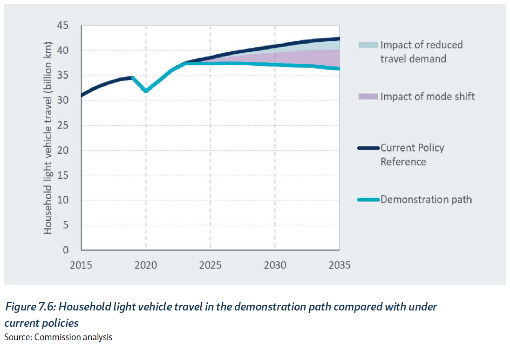 Household light vehicle travel (billion km)
45
40
35
30
25
20
15
10
5
0
2015
2020
2025
2030
2035
Impact of reduced
travel demand
Impact of mode shift
Current Policy
Reference
Demonstration path
Figure 7.6: Household light vehicle travel in the demonstration path compared with under
current policies
Source: Commission analysis